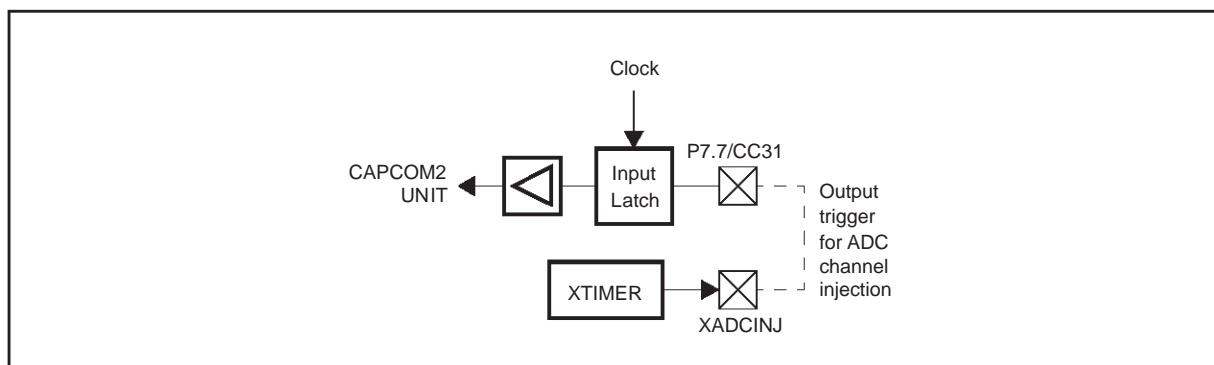 Clock
P7.7/CC31
CAPCOM2
UNIT
Input
Latch
Output
trigger
for ADC
channel
injection
XTIMER
XADCINJ